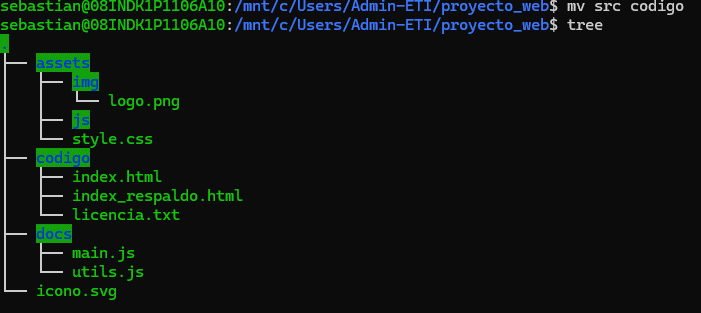 sebastian@08INDK1P1106A10:/mnt/c/Users/Admin-ETI/proyecto_web$ mv src codigo
sebastian@08INDK1P1106A10:/mnt/c/Users/Admin-ETI/proyecto_web$ tree
.
├── assets
│   ├── img
│   │   └── logo.png
│   ├── js
│   └── style.css
├── codigo
│   ├── index.html
│   ├── index_respaldo.html
│   └── licencia.txt
├── docs
│   ├── main.js
│   └── utils.js
└── icono.svg